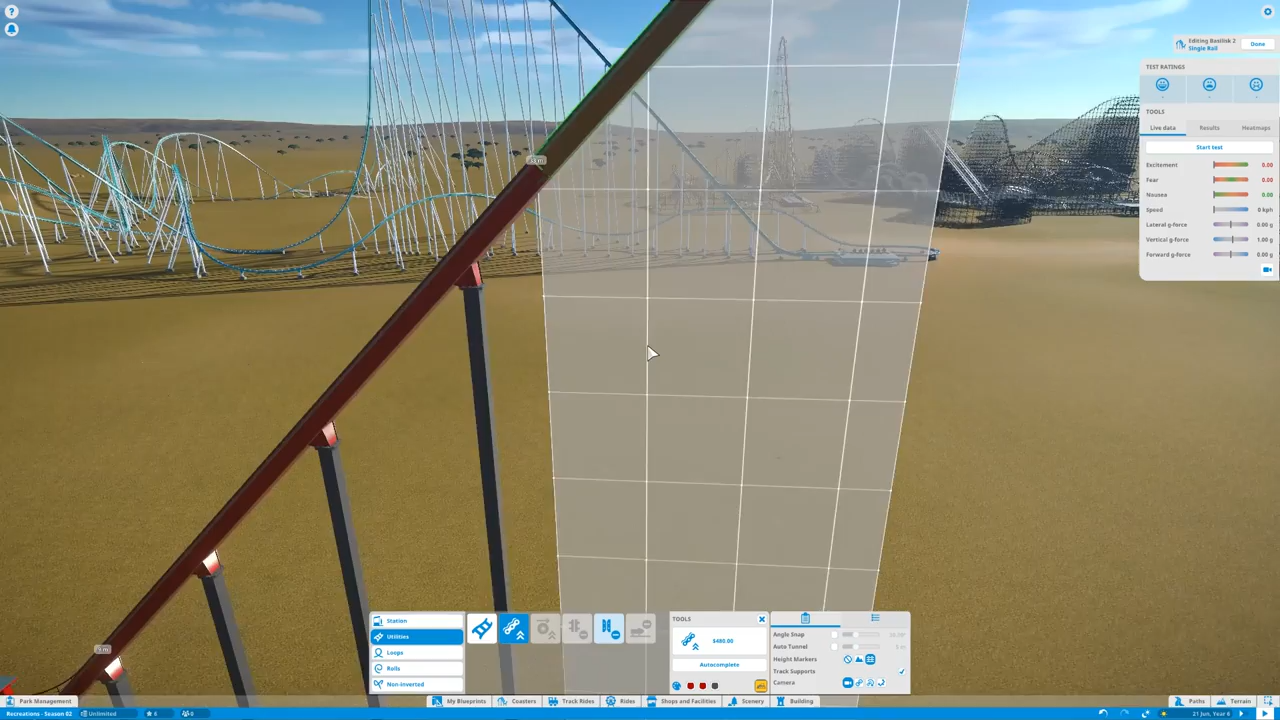 ?
Editing Basilisk 2
Single Rail
Done
TEST RATINGS
TOOLS
Live data
Results
Heatmaps
Start test
Excitement
0.00
Fear
0.00
Nausea
0.00
Speed
0 kph
Lateral g-force
0.00 g
Vertical g-force
1.00 g
Forward g-force
0.00 g
Station
Utilities
Loops
Rolls
Non-inverted
TOOLS
$480.00
Autocomplete
Angle Snap
Auto Tunnel
5 m
Height Markers
Track Supports
Camera
Park Management
My Blueprints
Coasters
Track Rides
Rides
Shops and Facilities
Scenery
Building
Paths
Terrain
Recreations - Season 02
Unlimited
21 Jun, Year 6